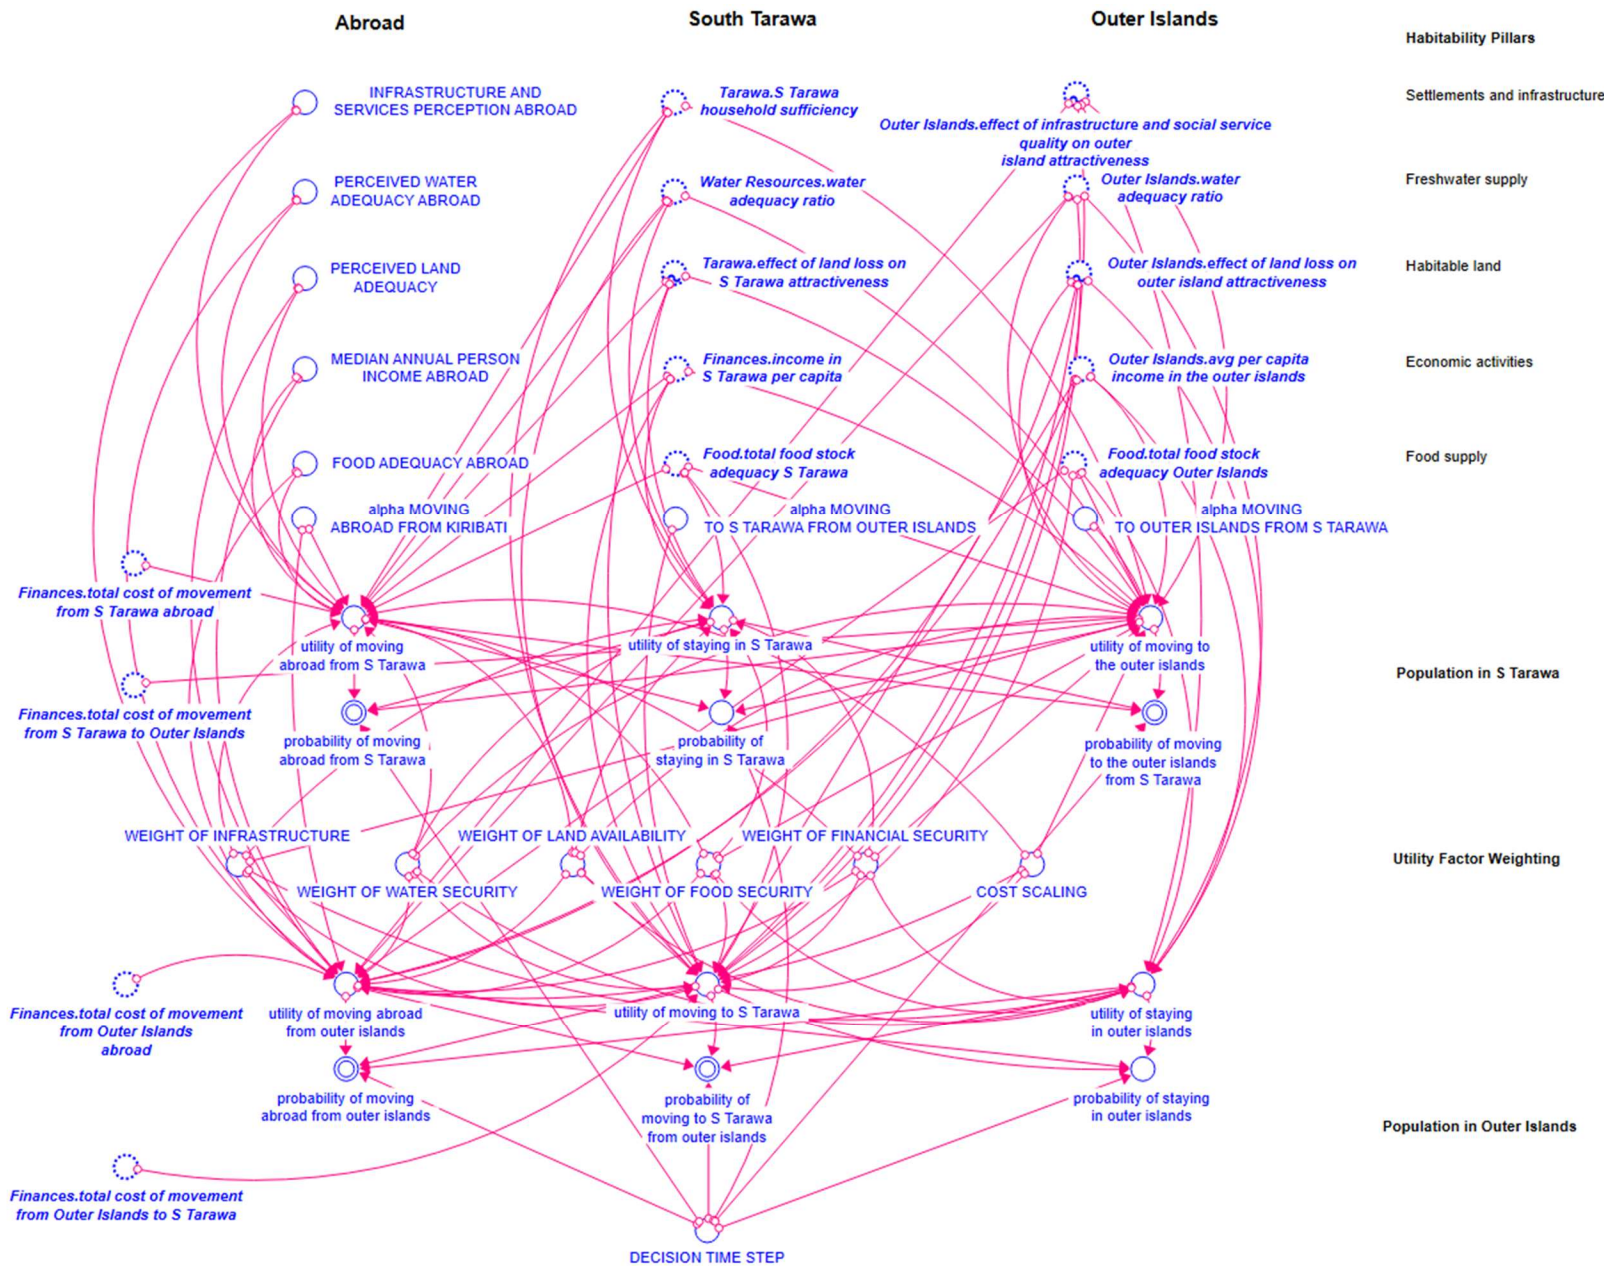 Abroad
South Tarawa
Outer Islands
Habitability Pillars
INFRASTRUCTURE AND
SERVICES PERCEPTION ABROAD
Tarawa.S Tarawa
household sufficiency
Outer Islands.effect of infrastructure and social service
quality on outer
island attractiveness
Settlements and infrastructure
PERCEIVED WATER
ADEQUACY ABROAD
Water Resources.water
adequacy ratio
Outer Islands.water
adequacy ratio
Freshwater supply
PERCEIVED LAND
ADEQUACY
Tarawa.effect of land loss on
S Tarawa attractiveness
Outer Islands.effect of land loss on
outer island attractiveness
Habitable land
MEDIAN ANNUAL PERSON
INCOME ABROAD
Finances.income in
S Tarawa per capita
Outer Islands.avg per capita
income in the outer islands
Economic activities
FOOD ADEQUACY ABROAD
Food.total food stock
adequacy S Tarawa
Food.total food stock
adequacy Outer Islands
Food supply
alpha MOVING
ABROAD FROM KIRIBATI
alpha MOVING
TO S TARAWA FROM OUTER ISLANDS
alpha MOVING
TO OUTER ISLANDS FROM S TARAWA
Finances.total cost of movement
from S Tarawa abroad
utility of moving
abroad from S Tarawa
utility of staying in S Tarawa
utility of moving to
the outer islands
Population in S Tarawa
Finances.total cost of movement
from S Tarawa to Outer Islands
probability of moving
abroad from S Tarawa
probability of
staying in S Tarawa
probability of moving
to the outer islands
from S Tarawa
WEIGHT OF INFRASTRUCTURE
WEIGHT OF LAND AVAILABILITY
WEIGHT OF FINANCIAL SECURITY
Utility Factor Weighting
WEIGHT OF WATER SECURITY
WEIGHT OF FOOD SECURITY
COST SCALING
Finances.total cost of movement
from Outer Islands
abroad
utility of moving abroad
from outer islands
utility of moving to S Tarawa
utility of staying
in outer islands
probability of moving
abroad from outer islands
probability of
moving to S Tarawa
from outer islands
probability of staying
in outer islands
Population in Outer Islands
Finances.total cost of movement
from Outer Islands to S Tarawa
DECISION TIME STEP